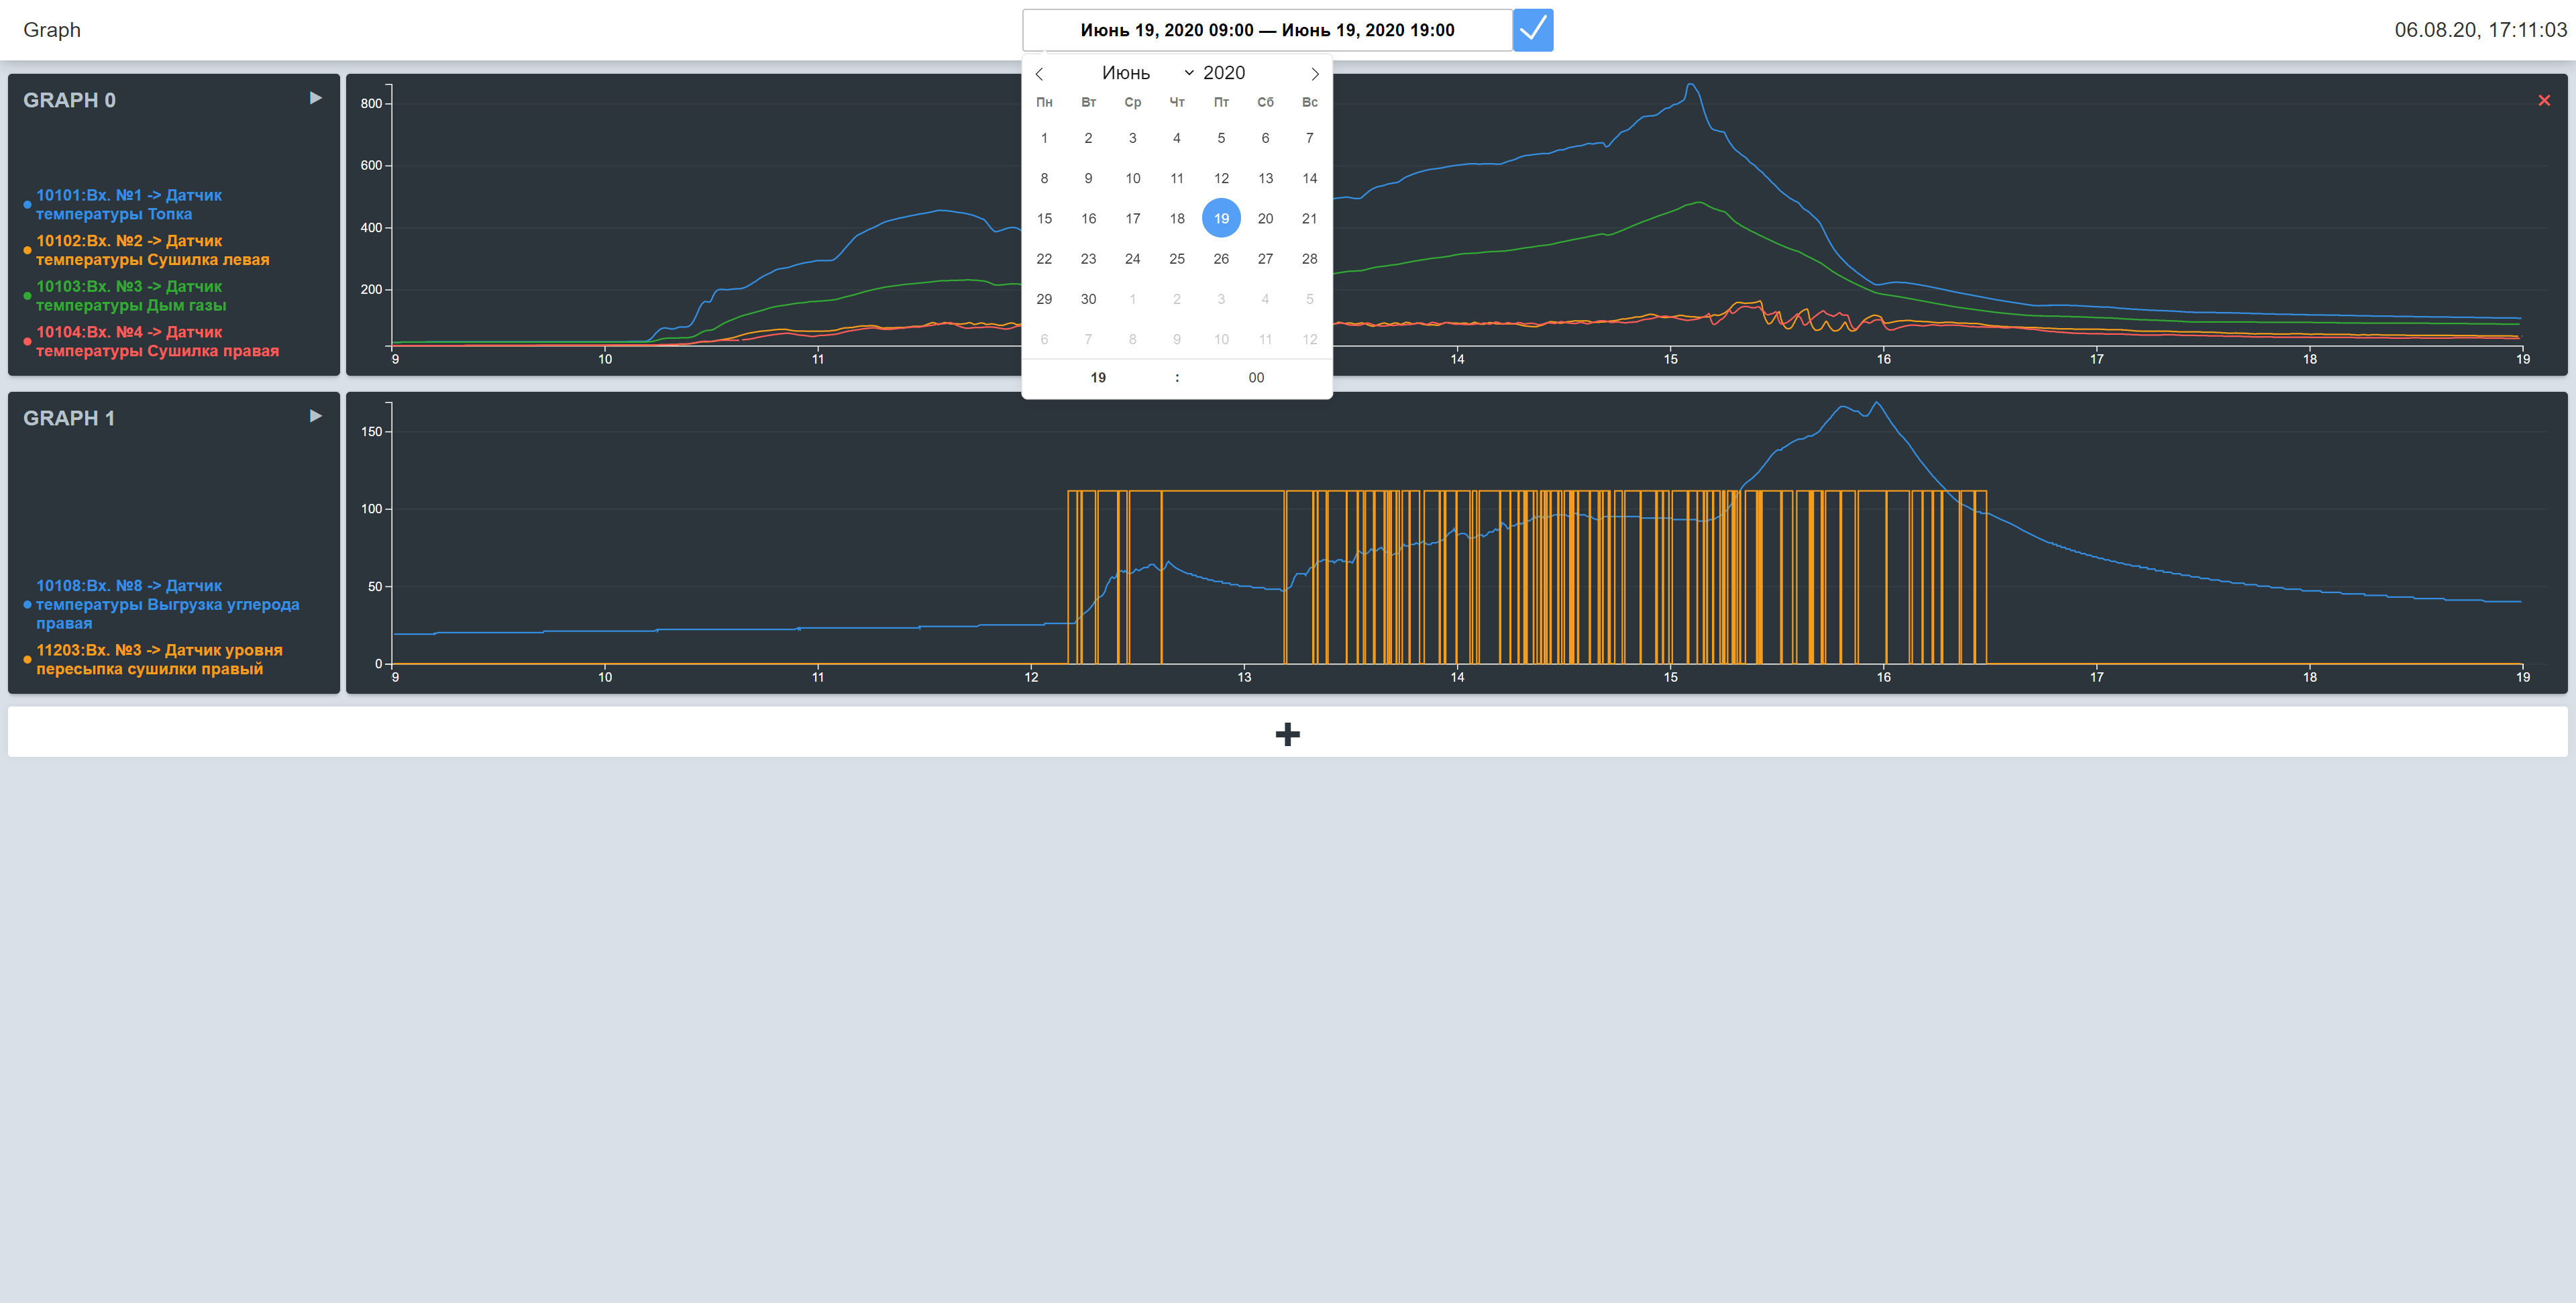 Graph
Июнь 19, 2020 09:00 — Июнь 19, 2020 19:00
06.08.20, 17:11:03
Июнь 2020
Пн Вт Ср Чт Пт Сб Вс
1 2 3 4 5 6 7
8 9 10 11 12 13 14
15 16 17 18 19 20 21
22 23 24 25 26 27 28
29 30 1 2 3 4 5
6 7 8 9 10 11 12
19 : 00
GRAPH 0
10101:Вх. №1 -> Датчик
температуры Топка
10102:Вх. №2 -> Датчик
температуры Сушилка левая
10103:Вх. №3 -> Датчик
температуры Дым газы
10104:Вх. №4 -> Датчик
температуры Сушилка правая
800
600
400
200
9 10 11 14 15 16 17 18 19
GRAPH 1
10108:Вх. №8 -> Датчик
температуры Выгрузка углерода
правая
11203:Вх. №3 -> Датчик уровня
пересыпка сушилки правый
150
100
50
0
9 10 11 12 13 14 15 16 17 18 19